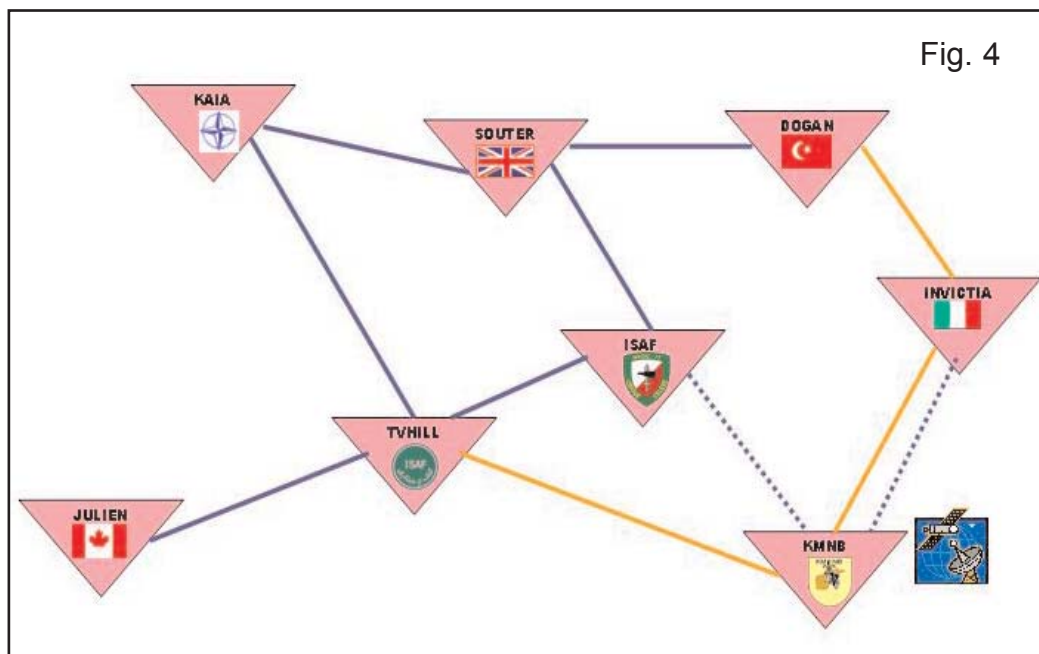 Fig. 4
KAIA
SOUTER
DOGAN
INVICTIA
ISAF
TVHILL
ISAF
JULIEN
KMNB